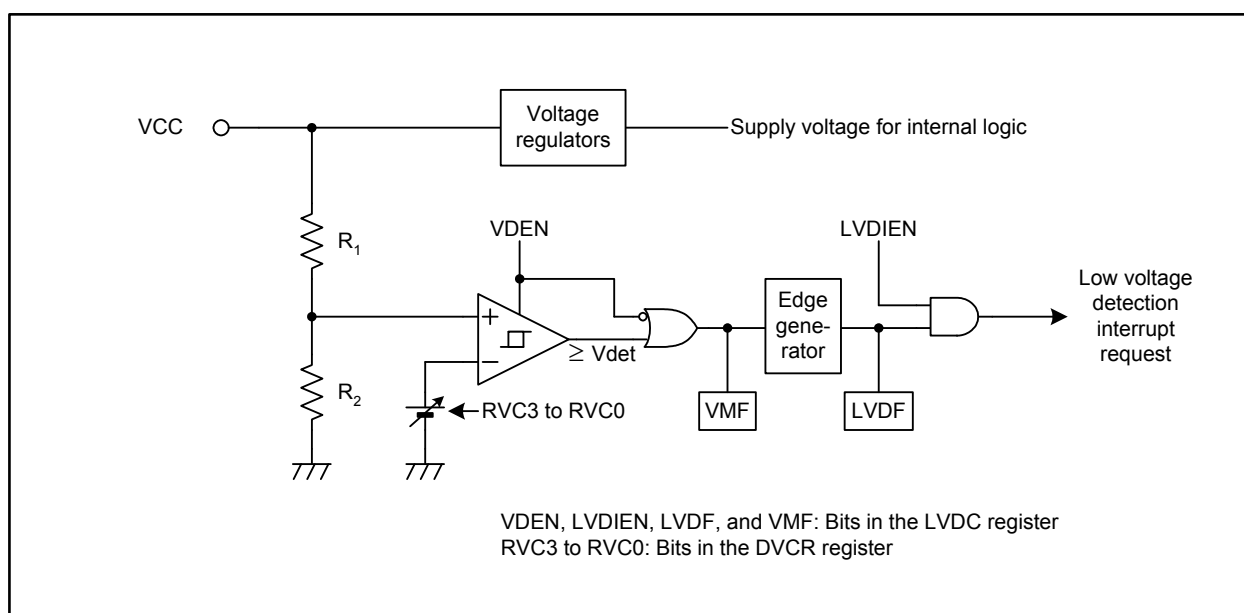 VCC
Voltage
regulators
Supply voltage for internal logic
R1
VDEN
LVDIEN
Low voltage
detection
interrupt
request
Edge
gene-
rator
+
−
≥ Vdet
R2
RVC3 to RVC0
VMF
LVDF
VDEN, LVDIEN, LVDF, and VMF: Bits in the LVDC register
RVC3 to RVC0: Bits in the DVCR register